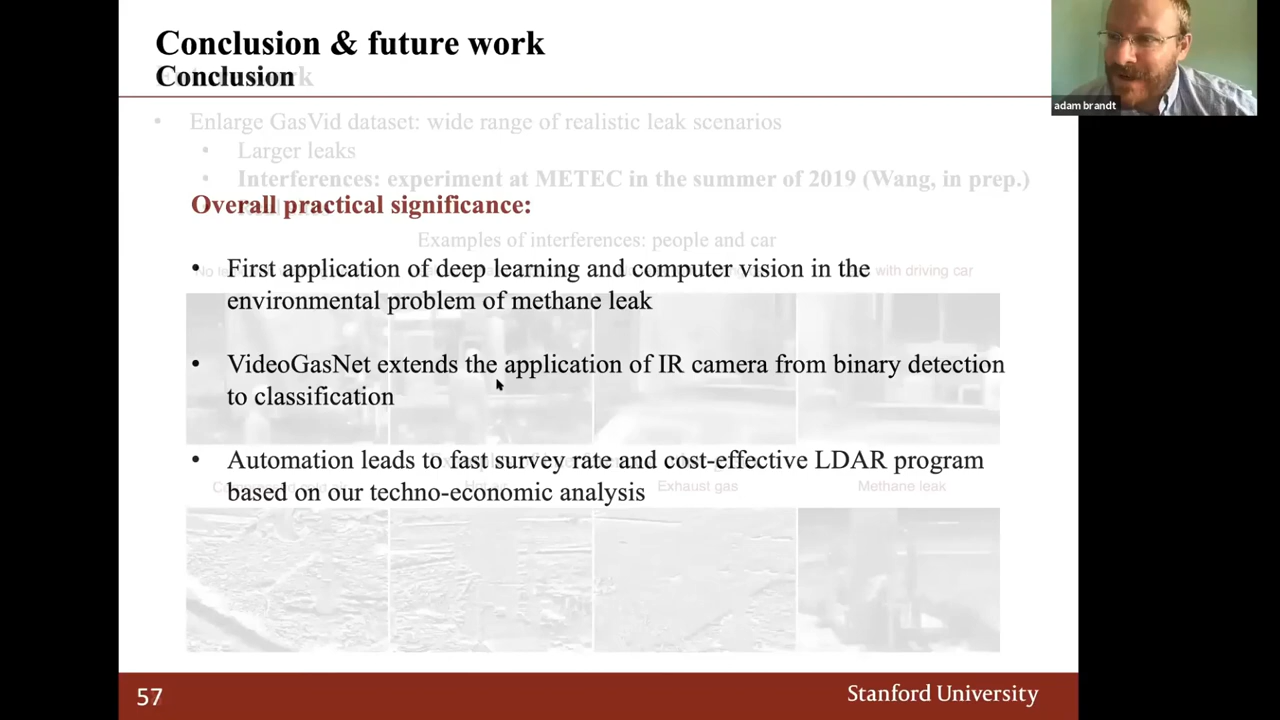 Conclusion & future work
Conclusion
Enlarge GasVid dataset: wide range of realistic leak scenarios
Larger leaks
Interferences: experiment at METEC in the summer of 2019 (Wang, in prep.)
Overall practical significance:
Examples of interferences: people and car
First application of deep learning and computer vision in the
with driving car
environmental problem of methane leak
VideoGasNet extends the application of IR camera from binary detection
to classification
Automation leads to fast survey rate and cost-effective LDAR program
Exhaust gas
Methane leak
based on our techno-economic analysis
57
Stanford University
adam brandt